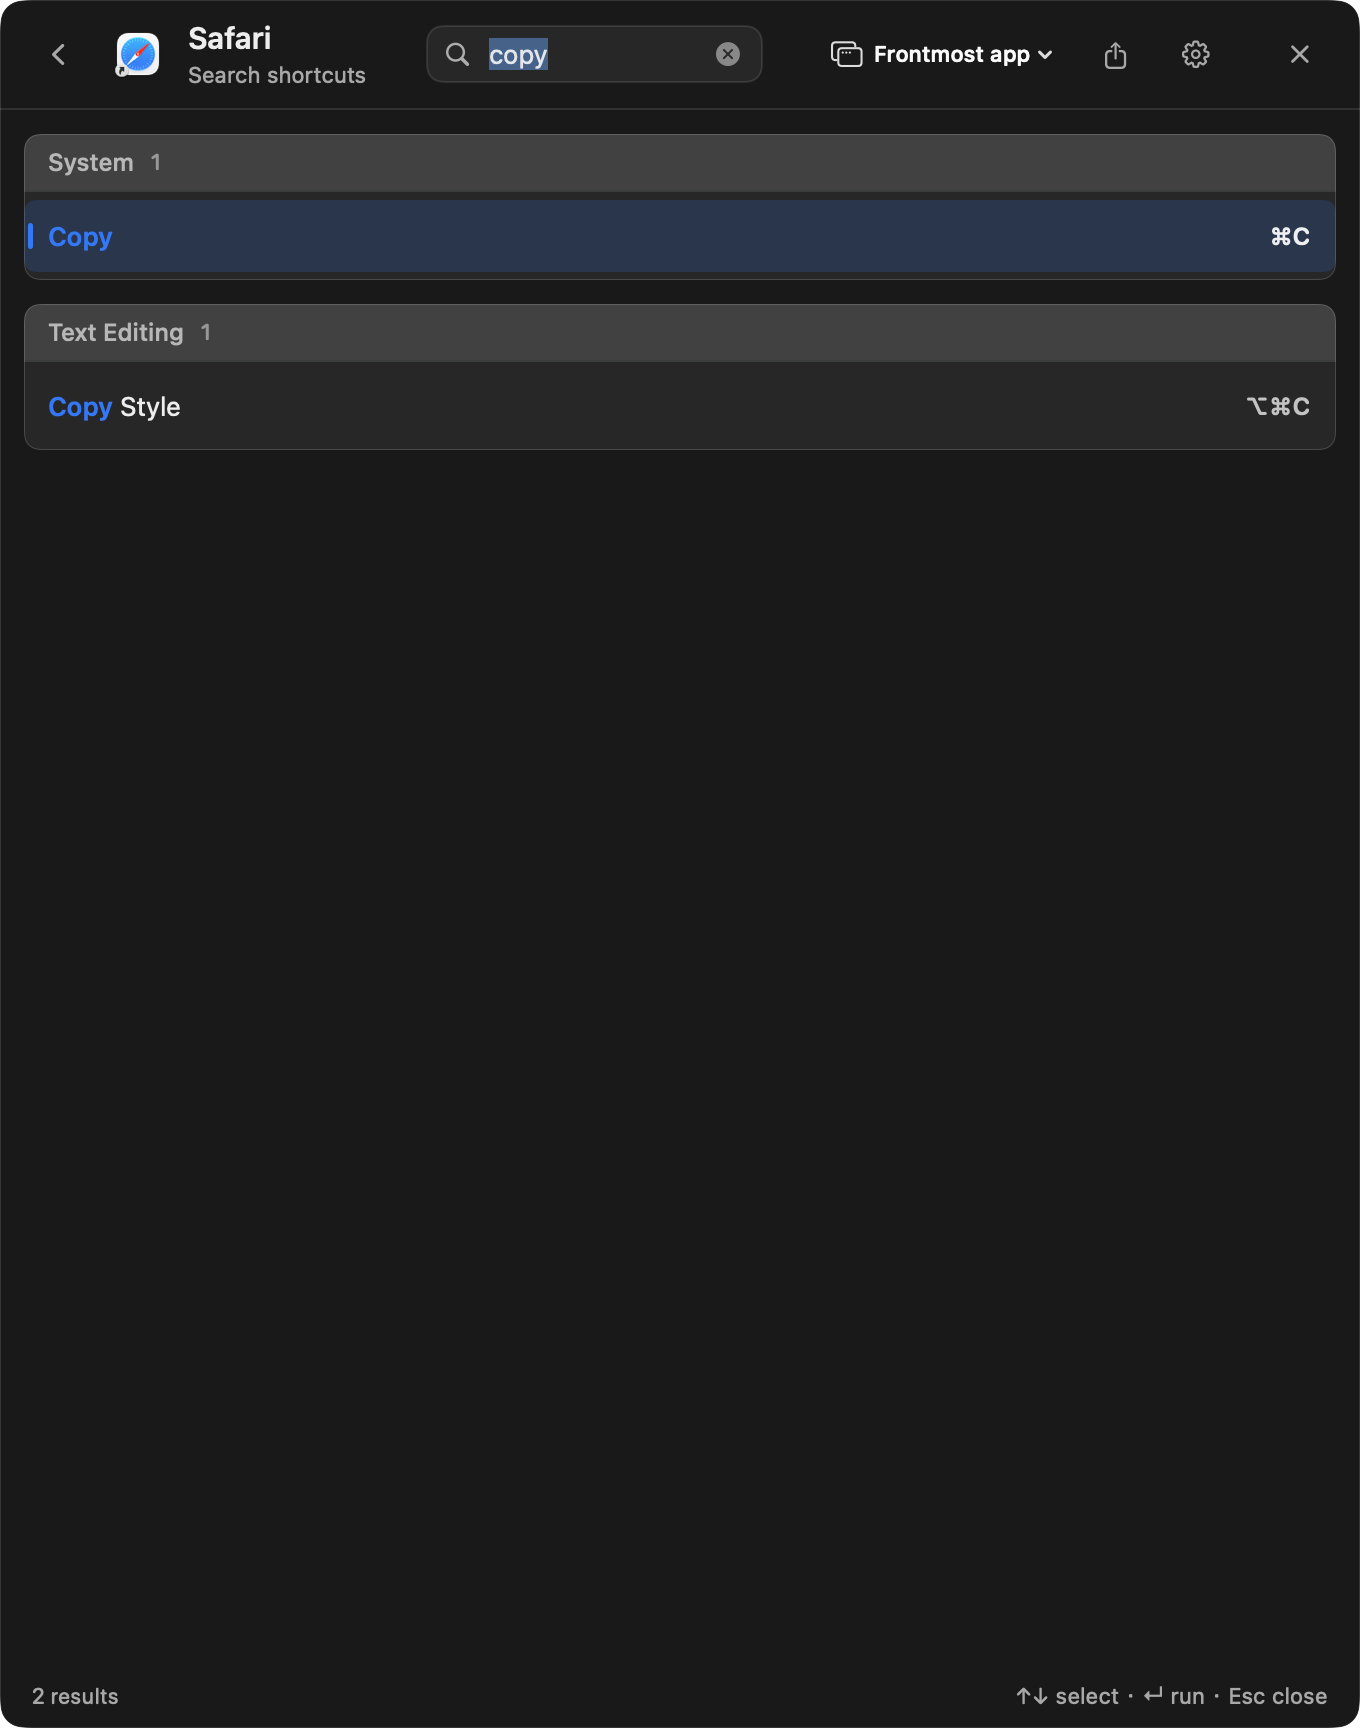 Safari
Search shortcuts
copy
Frontmost app
System 1
Copy ⌘C
Text Editing 1
Copy Style ⌥⌘C
2 results
↑↓ select · ↵ run · Esc close